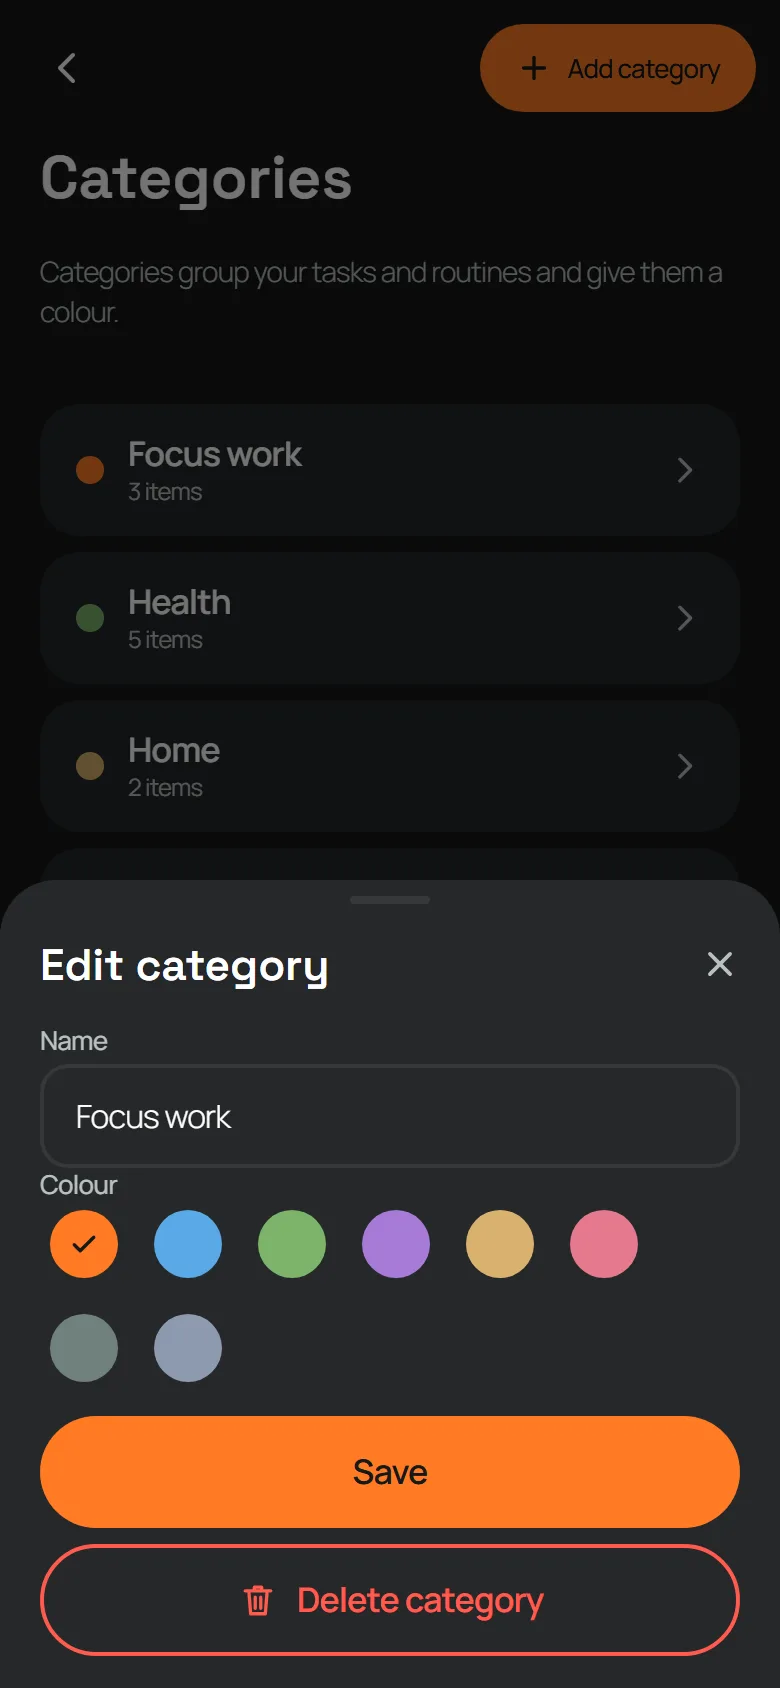 Add category
Categories
Categories group your tasks and routines and give them a
colour.
Focus work
3 items
Health
5 items
Home
2 items
Edit category
Name
Focus work
Colour
Save
Delete category